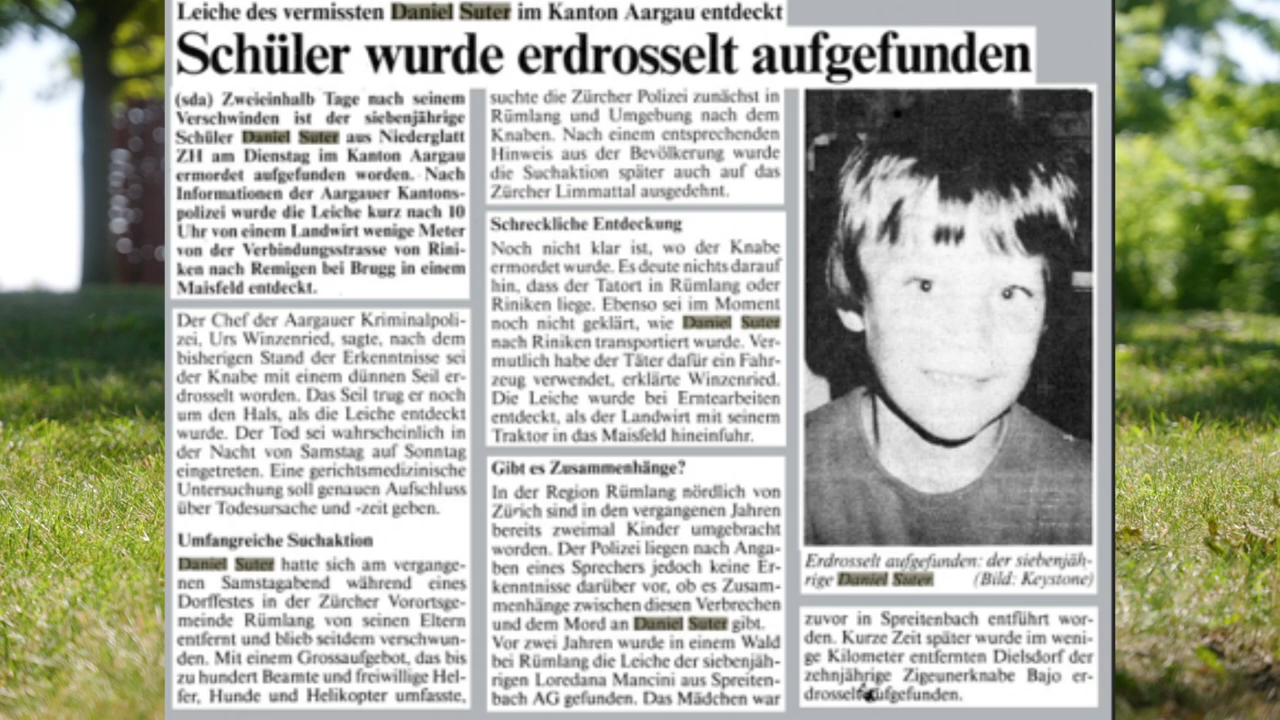 Leiche des vermissten Daniel Suter im Kanton Aargau entdeckt
Schüler wurde erdrosselt aufgefunden
(sda) Zweieinhalb Tage nach seinem
Verschwinden ist der siebenjährige
Schüler Daniel Suter aus Niederglatt
ZH am Dienstag im Kanton Aargau
ermordet aufgefunden worden. Nach
Informationen der Aargauer Kantons-
polizei wurde die Leiche kurz nach 10
Uhr von einem Landwirt wenige Meter
von der Verbindungsstrasse von Rini-
ken nach Remigen bei Brugg in einem
Maisfeld entdeckt.
Der Chef der Aargauer Kriminalpoli-
zei, Urs Winzenried, sagte, nach dem
bisherigen Stand der Erkenntnisse sei
der Knabe mit einem dünnen Seil er-
drosselt worden. Das Seil trug er noch
um den Hals, als die Leiche entdeckt
wurde. Der Tod sei wahrscheinlich in
der Nacht von Samstag auf Sonntag
eingetreten. Eine gerichtsmedizinische
Untersuchung soll genauen Aufschluss
über Todesursache und -zeit geben.
Umfangreiche Suchaktion
Daniel Suter hatte sich am vergange-
nen Samstagabend während eines
Dorffestes in der Zürcher Vorortsge-
meinde Rümlang von seinen Eltern
entfernt und blieb seitdem verschwun-
den. Mit einem Grossaufgebot, das bis
zu hundert Beamte und freiwillige Hel-
fer, Hunde und Helikopter umfasste,
suchte die Zürcher Polizei zunächst in
Rümlang und Umgebung nach dem
Knaben. Nach einem entsprechenden
Hinweis aus der Bevölkerung wurde
die Suchaktion später auch auf das
Zürcher Limmattal ausgedehnt.
Schreckliche Entdeckung
Noch nicht klar ist, wo der Knabe
ermordet wurde. Es deute nichts darauf
hin, dass der Tatort in Rümlang oder
Riniken liege. Ebenso sei im Moment
noch nicht geklärt, wie Daniel Suter
nach Riniken transportiert wurde. Ver-
mutlich habe der Täter dafür ein Fahr-
zeug verwendet, erklärte Winzenried.
Die Leiche wurde bei Erntearbeiten
entdeckt, als der Landwirt mit seinem
Traktor in das Maisfeld hineinfuhr.
Gibt es Zusammenhänge?
In der Region Rümlang nördlich von
Zürich sind in den vergangenen Jahren
bereits zweimal Kinder umgebracht
worden. Der Polizei liegen nach Anga-
ben eines Sprechers jedoch keine Er-
kenntnisse darüber vor, ob es Zusam-
menhänge zwischen diesen Verbrechen
und dem Mord an Daniel Suter gibt.
Vor zwei Jahren wurde in einem Wald
bei Rümlang die Leiche der siebenjäh-
rigen Loredana Mancini aus Spreiten-
bach AG gefunden. Das Mädchen war
Erdrosselt aufgefunden: der siebenjäh-
rige Daniel Suter. (Bild: Keystone)
zuvor in Spreitenbach entführt wor-
den. Kurze Zeit später wurde im weni-
ge Kilometer entfernten Dielsdorf der
zehnjährige Zigeunerknabe Bajo er-
drosselt aufgefunden.